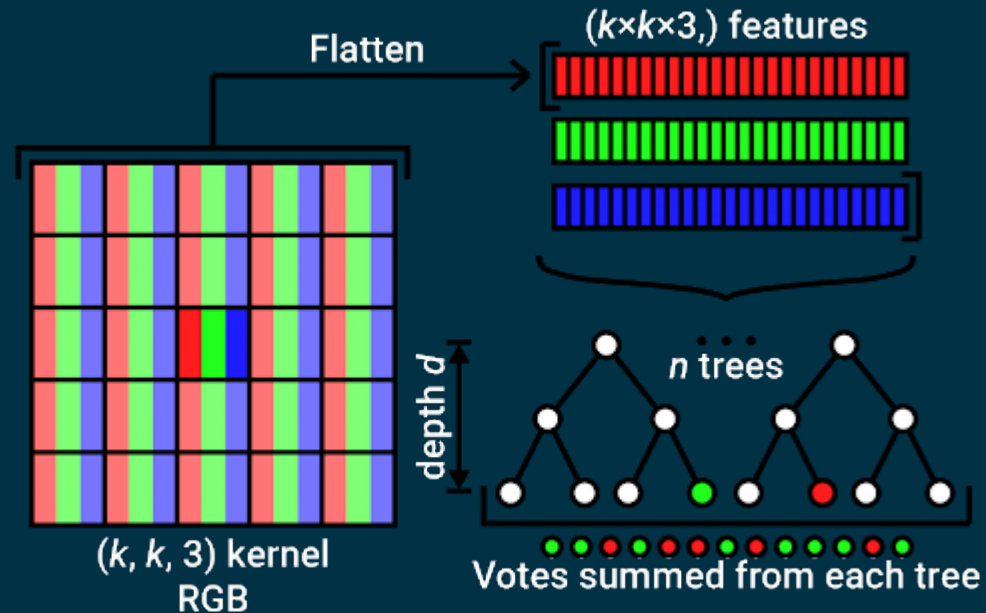 Flatten
(k×k×3,) features
depth d
n trees
(k, k, 3) kernel
RGB
Votes summed from each tree